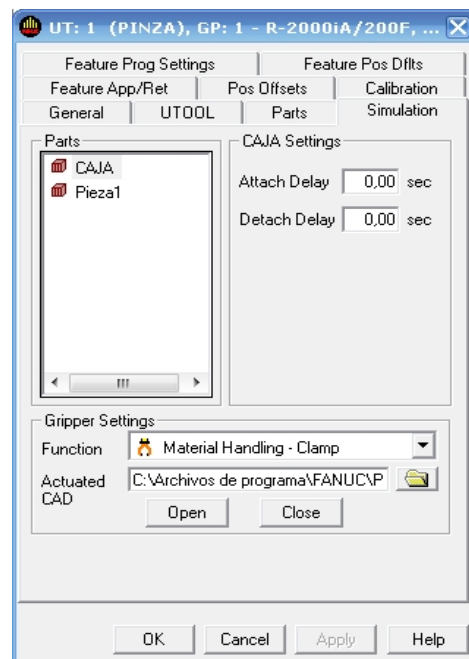 UT: 1 (PINZA), GP: 1 - R-2000iA/200F, ...
Feature Prog Settings Feature Pos Dflts
Feature App/Ret Pos Offsets Calibration
General UTOOL Parts Simulation
Parts
CAJA
Pieza1
CAJA Settings
Attach Delay 0,00 sec
Detach Delay 0,00 sec
Gripper Settings
Function Material Handling - Clamp
Actuated CAD C:\Archivos de programa\FANUC\P
Open Close
OK Cancel Apply Help